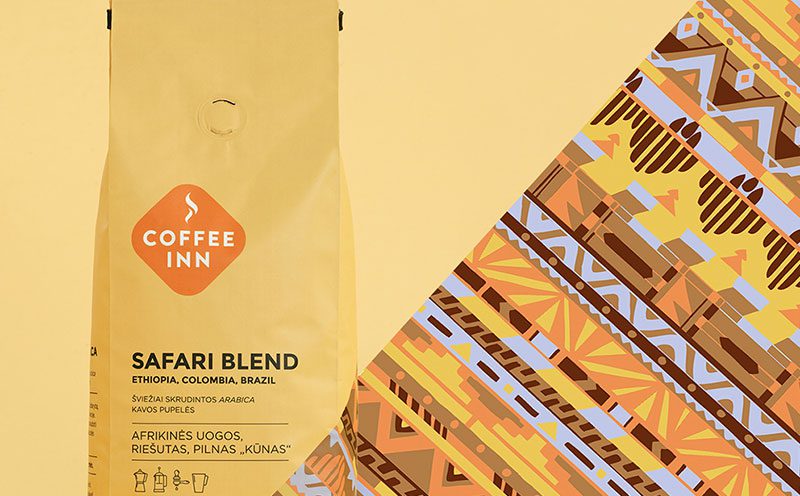 COFFEE
INN
SAFARI BLEND
ETHIOPIA, COLOMBIA, BRAZIL
ŠVIEŽIAI SKRUDINTOS ARABICA
KAVOS PUPELĖS
AFRIKINĖS UOGOS,
RIEŠUTAS, PILNAS „KŪNAS“